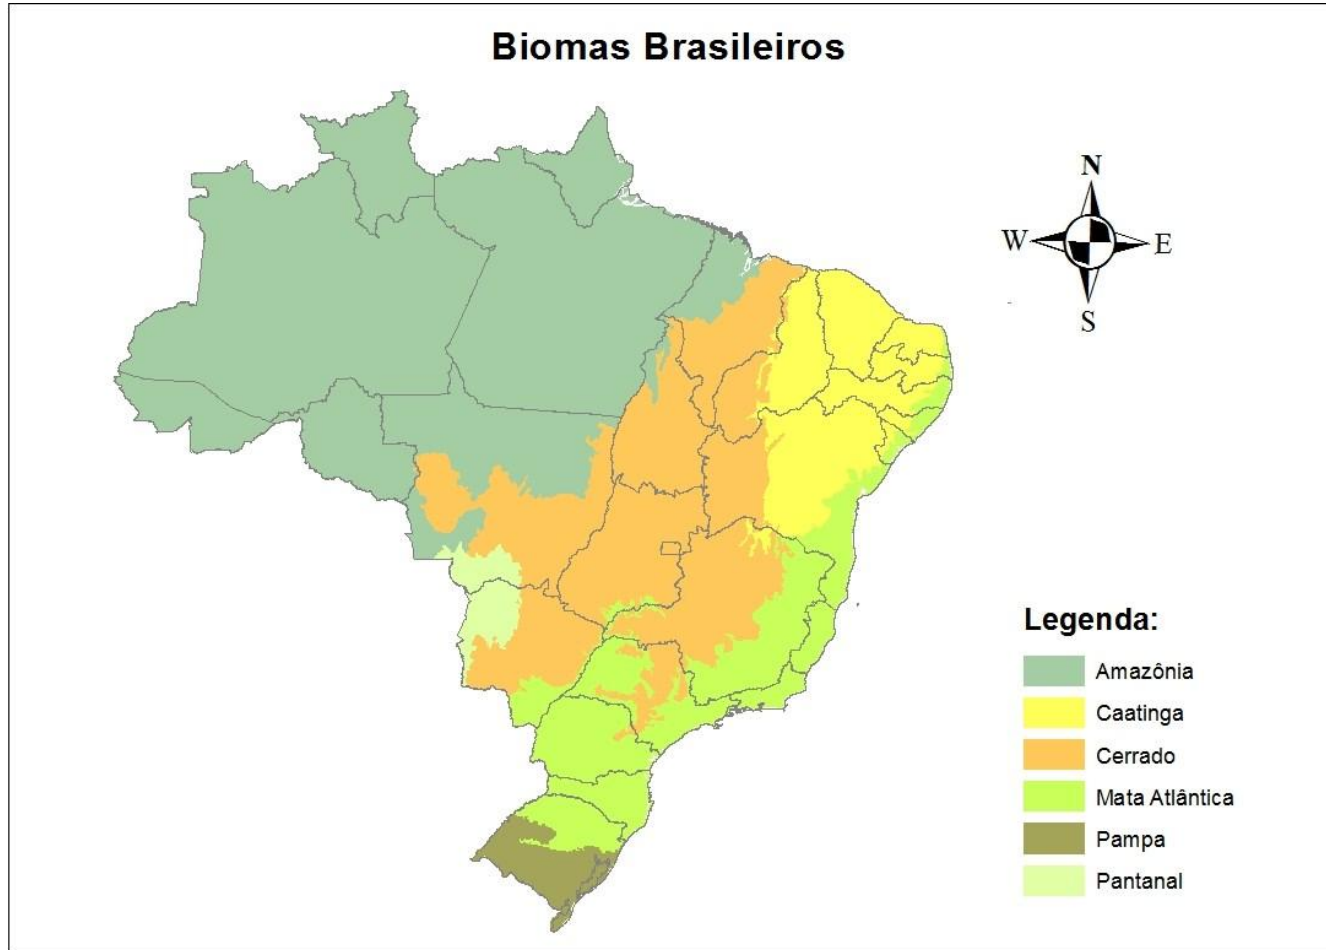 Biomas Brasileiros
N
W E
S
Legenda:
Amazônia
Caatinga
Cerrado
Mata Atlântica
Pampa
Pantanal